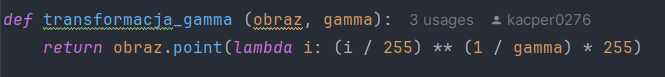 def transformacja_gamma (obraz, gamma): 3 usages kacper0276
    return obraz.point(lambda i: (i / 255) ** (1 / gamma) * 255)